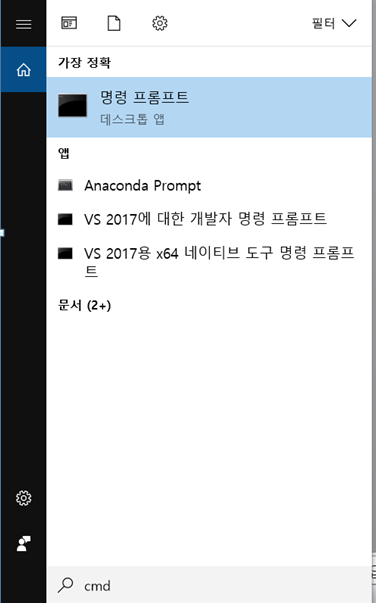 필터
가장 정확
명령 프롬프트
데스크톱 앱
앱
Anaconda Prompt
VS 2017에 대한 개발자 명령 프롬프트
VS 2017용 x64 네이티브 도구 명령 프롬프
트
문서 (2+)
cmd